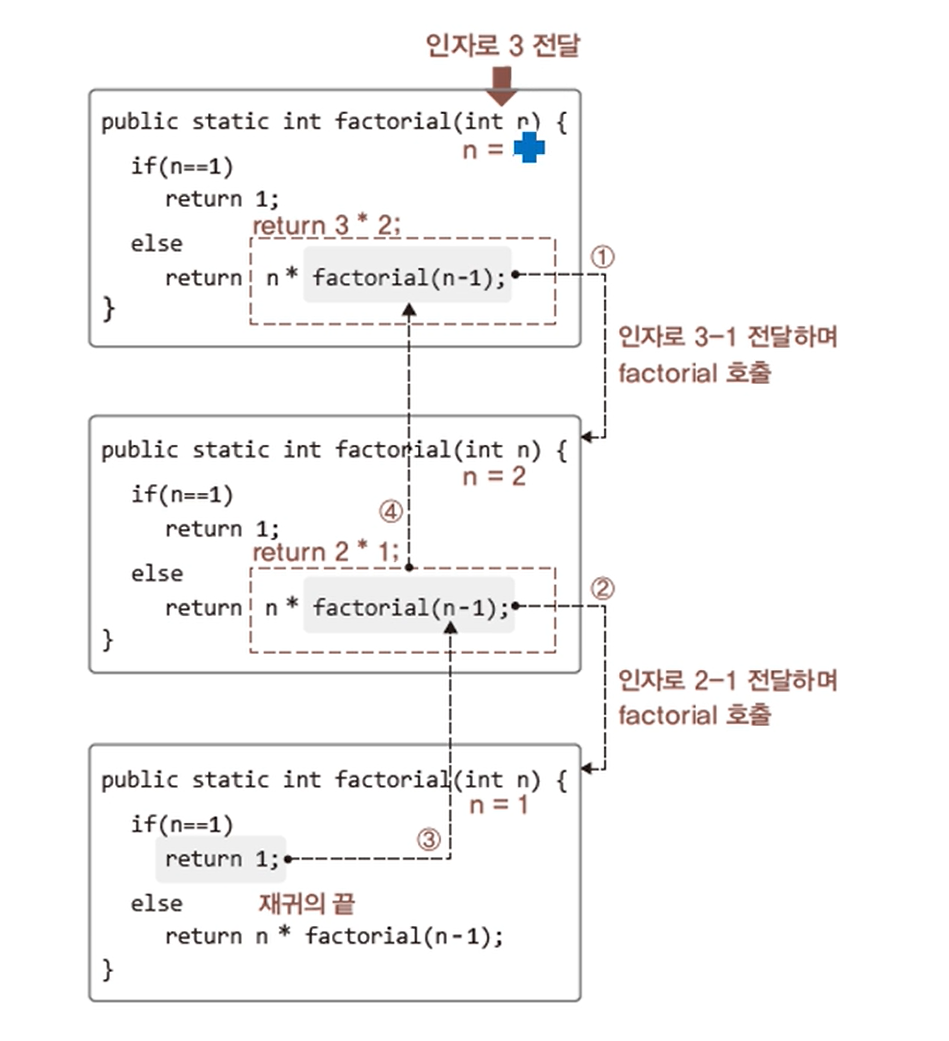 인자로 3 전달
public static int factorial(int n) {
n =
if(n==1)
return 1;
return 3 * 2;
else
return n * factorial(n-1);
}
①
인자로 3-1 전달하며
factorial 호출
public static int factorial(int n) {
n = 2
if(n==1)
return 1;
④
return 2 * 1;
else
return n * factorial(n-1);
}
②
인자로 2-1 전달하며
factorial 호출
public static int factorial(int n) {
n = 1
if(n==1)
return 1;
③
else
재귀의 끝
return n * factorial(n-1);
}